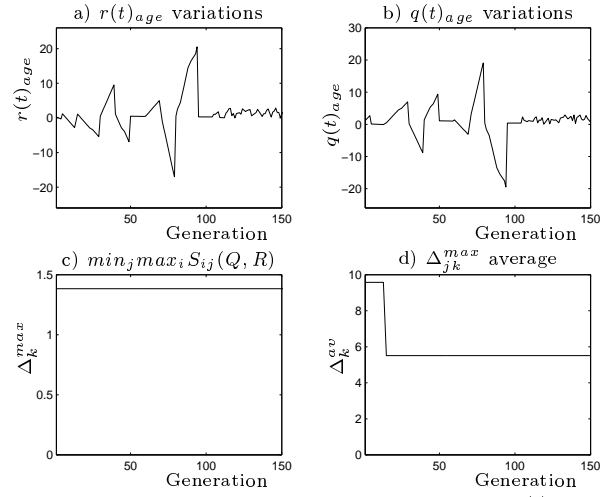 a) r(t)_age variations
r(t)_age
20
10
0
−10
−20
50
100
150
Generation
b) q(t)_age variations
q(t)_age
30
20
10
0
−10
−20
50
100
150
Generation
c) min_j max_i S_ij(Q, R)
Δ_k^max
1.5
1
0.5
0
50
100
150
Generation
d) Δ_jk^max average
Δ_k^av
10
8
6
4
2
0
50
100
150
Generation